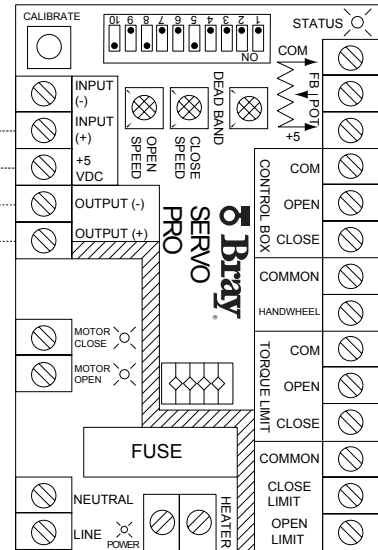 CALIBRATE
10 9 8 7 6 5 4 3 2 1
ON
STATUS
COM
FB POT
+5
INPUT
(-)
INPUT
(+)
+5
VDC
OUTPUT (-)
OUTPUT (+)
OPEN
SPEED
CLOSE
SPEED
DEAD BAND
Bray
®
SERVO
PRO
CONTROL BOX
COM
OPEN
CLOSE
COMMON
HANDWHEEL
TORQUE LIMIT
COM
OPEN
CLOSE
COMMON
CLOSE
LIMIT
OPEN
LIMIT
MOTOR
CLOSE
MOTOR
OPEN
FUSE
NEUTRAL
LINE
POWER
HEATER